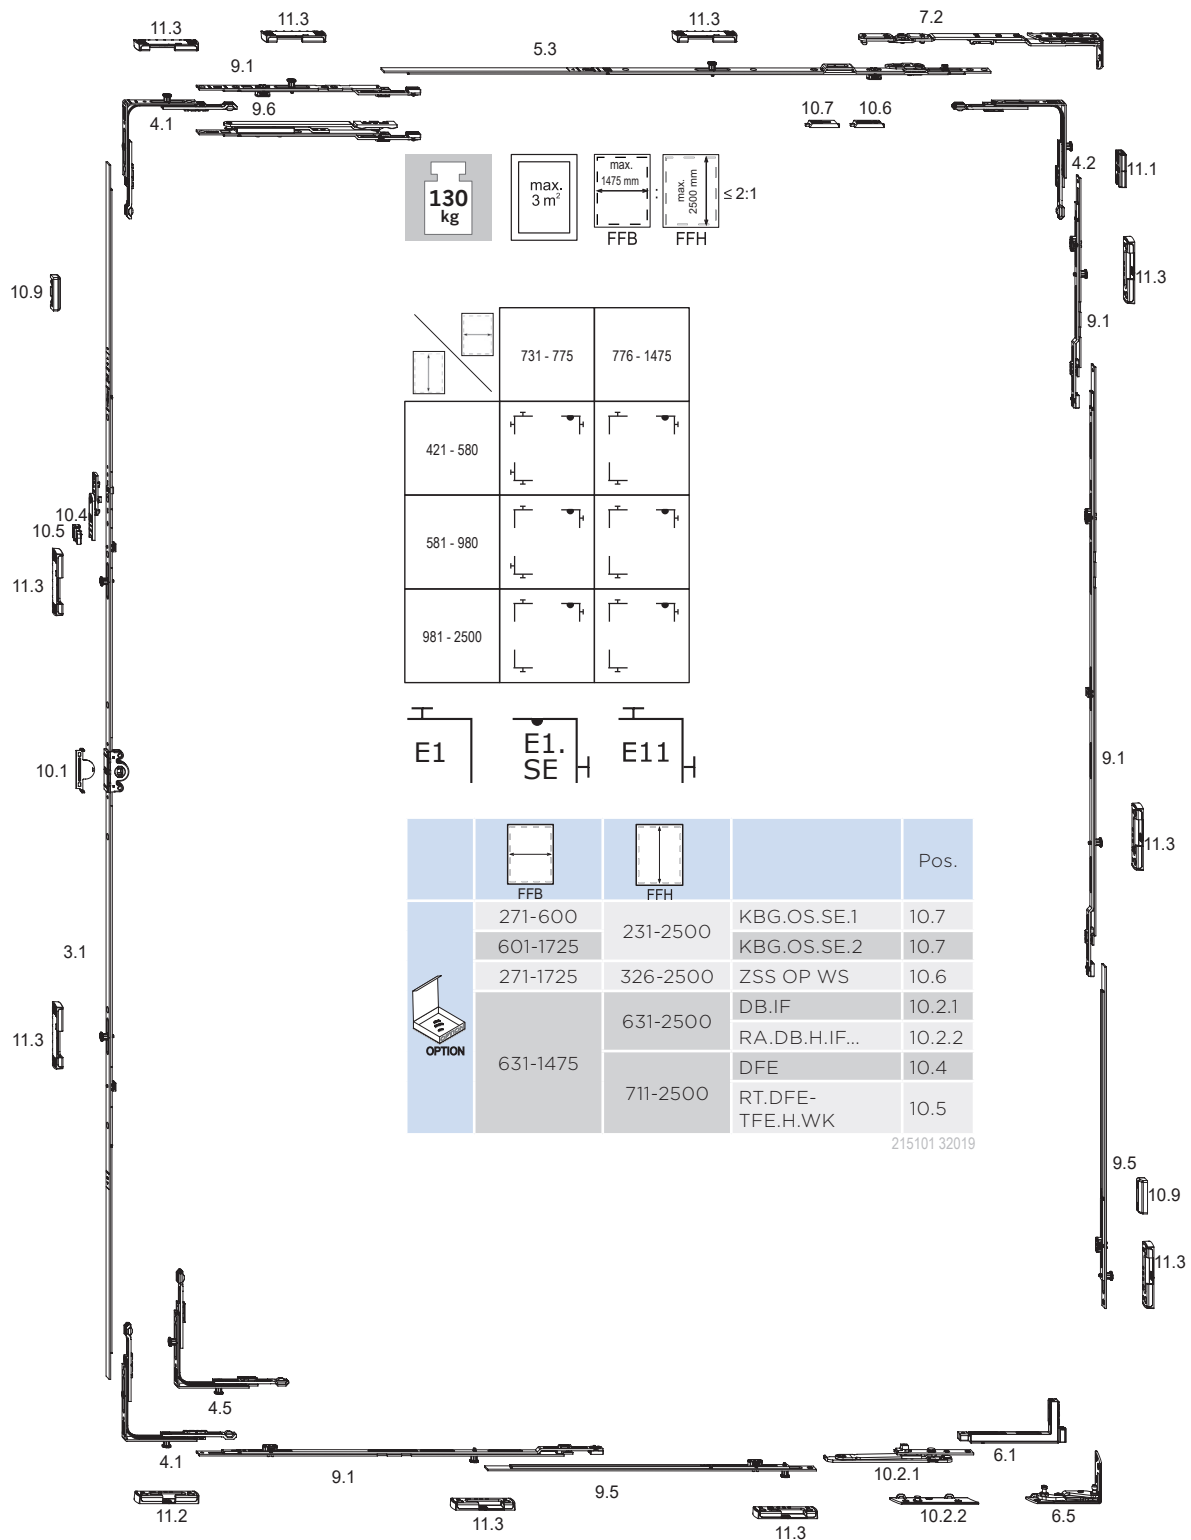 11.3
11.3
11.3
7.2
5.3
9.1
4.1
9.6
10.7
10.6
4.2
11.1
130
kg
max.
3 m²
max.
1475 mm
:
max.
2500 mm
≤ 2:1
FFB
FFH
10.9
11.3
9.1
731 - 775
776 - 1475
421 - 580
581 - 980
981 - 2500
10.4
10.5
11.3
E1
E1.
SE
E11
10.1
9.1
11.3
FFB
FFH
Pos.
271-600
231-2500
KBG.OS.SE.1
10.7
601-1725
KBG.OS.SE.2
10.7
271-1725
326-2500
ZSS OP WS
10.6
OPTION
631-1475
631-2500
DB.IF
10.2.1
RA.DB.H.IF...
10.2.2
711-2500
DFE
10.4
RT.DFE-
TFE.H.WK
10.5
215101 32019
3.1
11.3
9.5
10.9
11.3
4.5
4.1
9.1
9.5
10.2.1
6.1
11.2
11.3
11.3
10.2.2
6.5